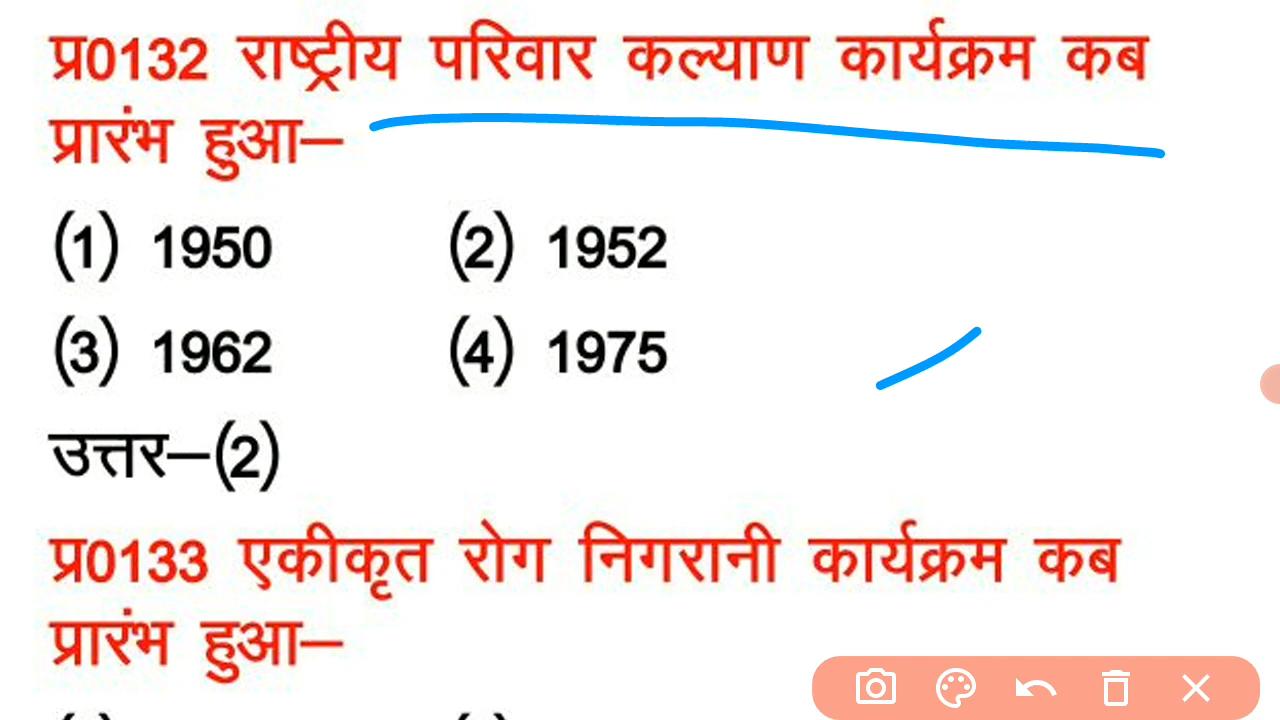 प्र0132 राष्ट्रीय परिवार कल्याण कार्यक्रम कब
प्रारंभ हुआ–
(1) 1950 (2) 1952
(3) 1962 (4) 1975
उत्तर–(2)
प्र0133 एकीकृत रोग निगरानी कार्यक्रम कब
प्रारंभ हुआ–